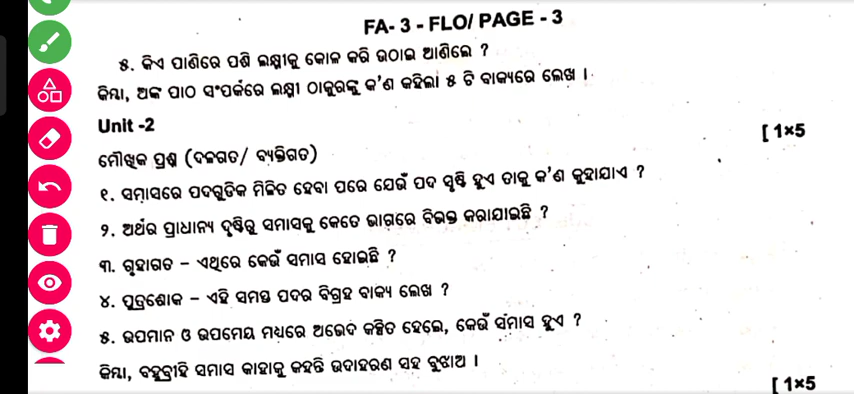 FA- 3 - FLO/ PAGE - 3
୫. କିଏ ପାଣିରେ ପଶି ଲକ୍ଷ୍ମୀକୁ କୋଳ କରି ଉଠାଇ ଆଣିଲେ ?
କିମ୍ବା, ଅଙ୍କ ପାଠ ସଂପର୍କରେ ଲକ୍ଷ୍ମୀ ଠାକୁରଙ୍କୁ କ'ଣ କହିଲା ୫ ଟି ବାକ୍ୟରେ ଲେଖ ।
[ 1×5
Unit -2
ମୌଖିକ ପ୍ରଶ୍ନ (ଦଳଗତ/ ବ୍ୟକ୍ତିଗତ)
୧. ସମାସରେ ପଦଗୁଡିକ ମିଳିତ ହେବା ପରେ ଯେଉଁ ପଦ ସୃଷ୍ଟି ହୁଏ ତାକୁ କ'ଣ କୁହାଯାଏ ?
୨. ଅର୍ଥର ପ୍ରାଧାନ୍ୟ ଦୃଷ୍ଟିରୁ ସମାସକୁ କେତେ ଭାଗରେ ବିଭକ୍ତ କରାଯାଇଛି ?
୩. ଗୃହାଗତ – ଏଥିରେ କେଉଁ ସମାସ ହୋଇଛି ?
୪. ପୁତ୍ରଶୋକ – ଏହି ସମସ୍ତ ପଦର ବିଗ୍ରହ ବାକ୍ୟ ଲେଖ ?
୫. ଉପମାନ ଓ ଉପମେୟ ମଧ୍ୟରେ ଅଭେଦ କଳ୍ପିତ ହେଲେ, କେଉଁ ସମାସ ହୁଏ ?
କିମ୍ବା, ବହୁବ୍ରୀହି ସମାସ କାହାକୁ କହନ୍ତି ଉଦାହରଣ ସହ ବୁଝାଅ ।
[ 1×5